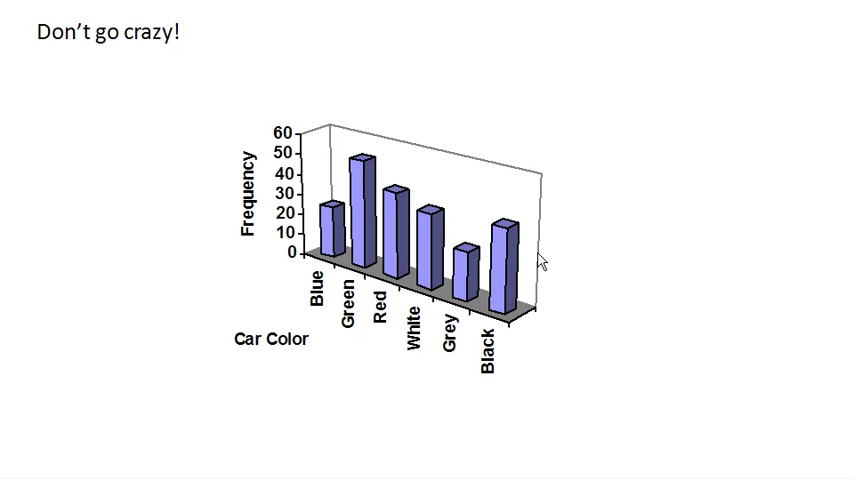 Don't go crazy!
60
50
40
30
20
10
0
Frequency
Blue
Green
Red
White
Grey
Black
Car Color